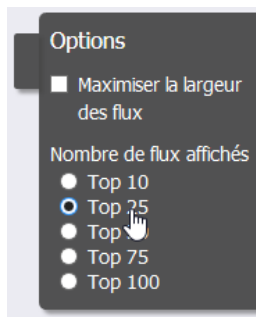 Options
Maximiser la largeur
des flux
Nombre de flux affichés
Top 10
Top 25
Top
Top 75
Top 100